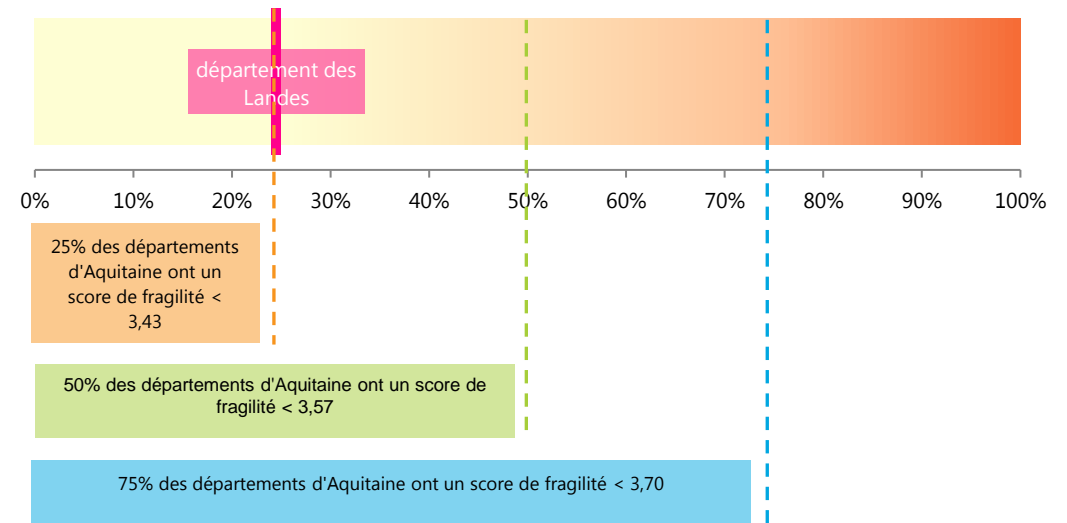 département des
Landes
0% 10% 20% 30% 40% 50% 60% 70% 80% 90% 100%
25% des départements
d'Aquitaine ont un
score de fragilité <
3,43
50% des départements d'Aquitaine ont un score de
fragilité < 3,57
75% des départements d'Aquitaine ont un score de fragilité < 3,70